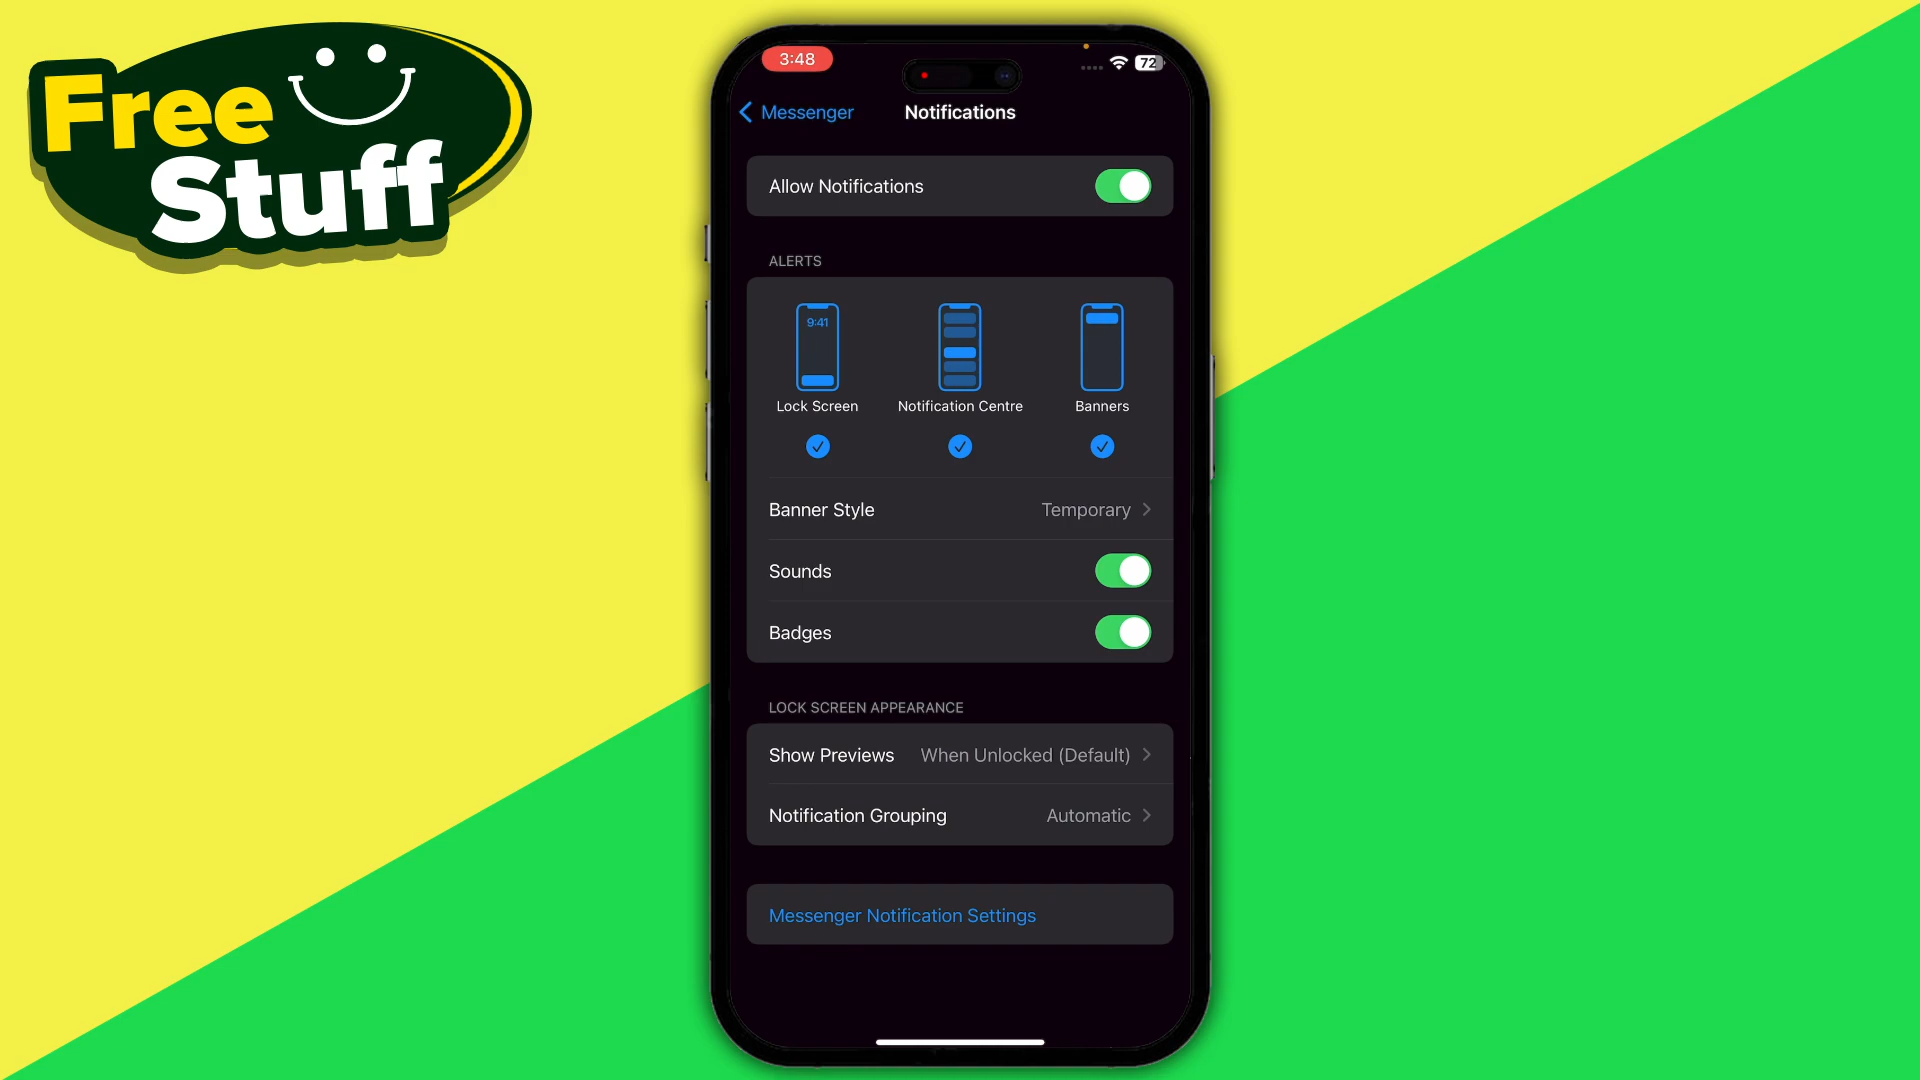 Free
Stuff
3:48
72
Messenger
Notifications
Allow Notifications
ALERTS
9:41
Lock Screen
Notification Centre
Banners
Banner Style
Temporary
Sounds
Badges
LOCK SCREEN APPEARANCE
Show Previews
When Unlocked (Default)
Notification Grouping
Automatic
Messenger Notification Settings